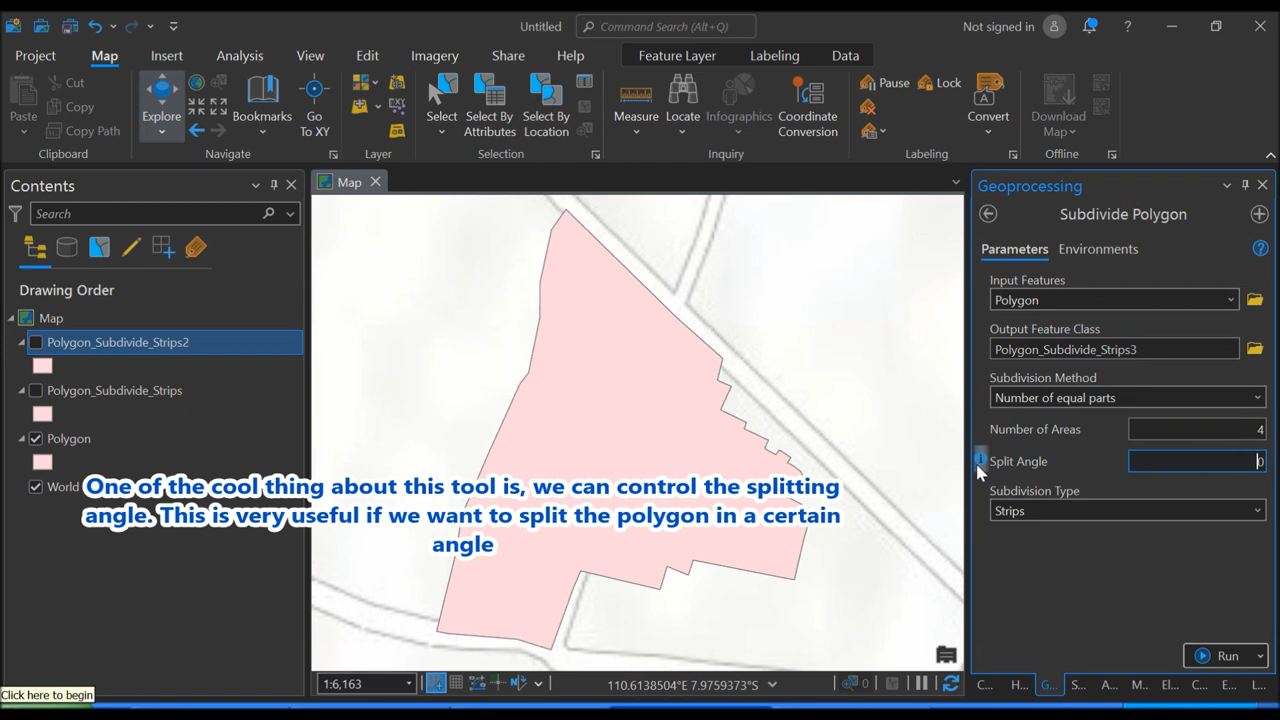 Untitled
Command Search (Alt+Q)
Not signed in
Project Map Insert Analysis View Edit Imagery Share Help Feature Layer Labeling Data
Paste
Cut
Copy
Copy Path
Clipboard
Explore
Bookmarks
Go To XY
Navigate
Layer
Select
Select By Attributes
Select By Location
Selection
Measure
Locate
Infographics
Coordinate Conversion
Inquiry
Pause
Lock
Convert
Labeling
Download Map
Offline
Contents
Search
Drawing Order
Map
Polygon_Subdivide_Strips2
Polygon_Subdivide_Strips
Polygon
World
Map
One of the cool thing about this tool is, we can control the splitting
angle. This is very useful if we want to split the polygon in a certain
angle
Click here to begin
1:6,163
110.6138504°E 7.9759373°S
0
Geoprocessing
Subdivide Polygon
Parameters Environments
Input Features
Polygon
Output Feature Class
Polygon_Subdivide_Strips3
Subdivision Method
Number of equal parts
Number of Areas 4
Split Angle 0
Subdivision Type
Strips
Run
C... H... G... S... A... M... El... C... E... L...